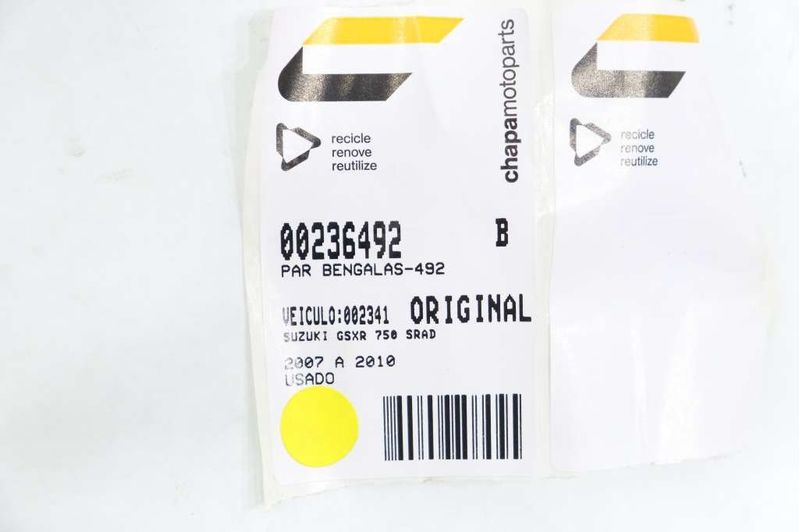 chapamotoparts
recicle
renove
reutilize
00236492 B
PAR BENGALAS-492
VEICULO:002341 ORIGINAL
SUZUKI GSXR 750 SRAD
2007 A 2010
USADO
recicle
renove
reutilize